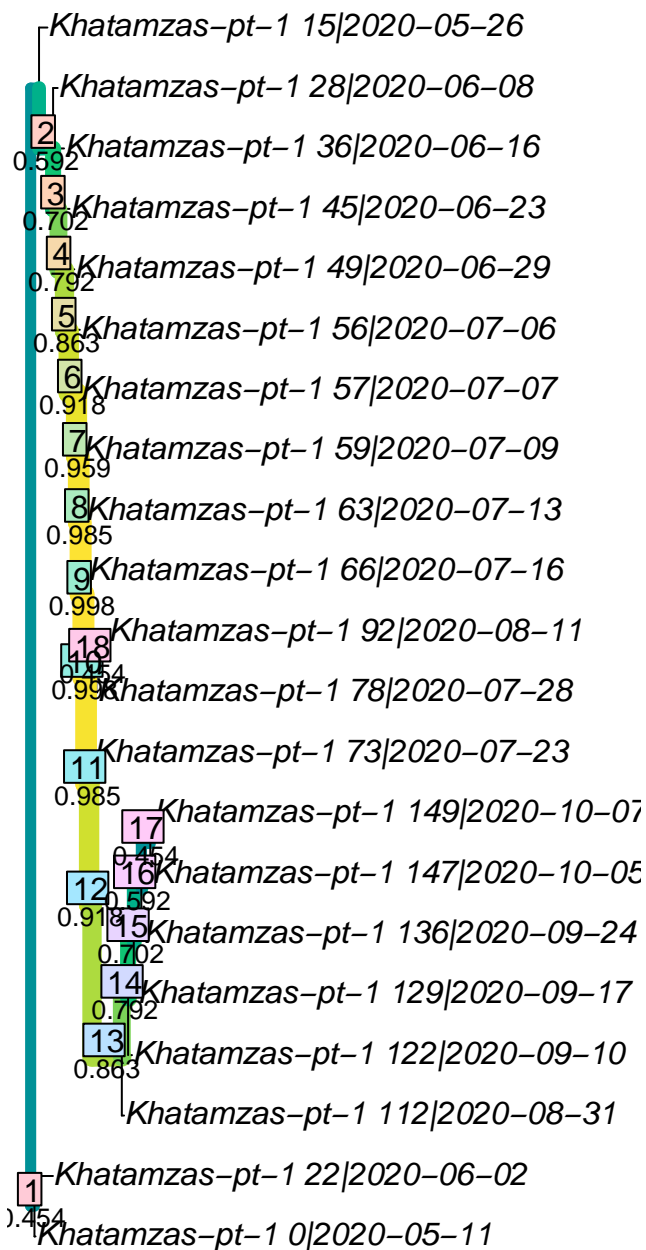 Khatamzas−pt−1 15|2020−05−26
Khatamzas−pt−1 28|2020−06−08
2
Khatamzas−pt−1 36|2020−06−16
0.592
3
Khatamzas−pt−1 45|2020−06−23
0.702
4
Khatamzas−pt−1 49|2020−06−29
0.792
5
Khatamzas−pt−1 56|2020−07−06
0.863
6
Khatamzas−pt−1 57|2020−07−07
0.918
7
Khatamzas−pt−1 59|2020−07−09
0.959
8
Khatamzas−pt−1 63|2020−07−13
0.985
9
Khatamzas−pt−1 66|2020−07−16
0.998
Khatamzas−pt−1 92|2020−08−11
18
10
0.454
Khatamzas−pt−1 78|2020−07−28
Khatamzas−pt−1 73|2020−07−23
11
0.985
Khatamzas−pt−1 149|2020−10−07
17
0.454
Khatamzas−pt−1 147|2020−10−05
16
12
0.592
0.918
15
Khatamzas−pt−1 136|2020−09−24
0.702
14
Khatamzas−pt−1 129|2020−09−17
0.792
13
Khatamzas−pt−1 122|2020−09−10
0.863
Khatamzas−pt−1 112|2020−08−31
Khatamzas−pt−1 22|2020−06−02
1
0.454
Khatamzas−pt−1 0|2020−05−11